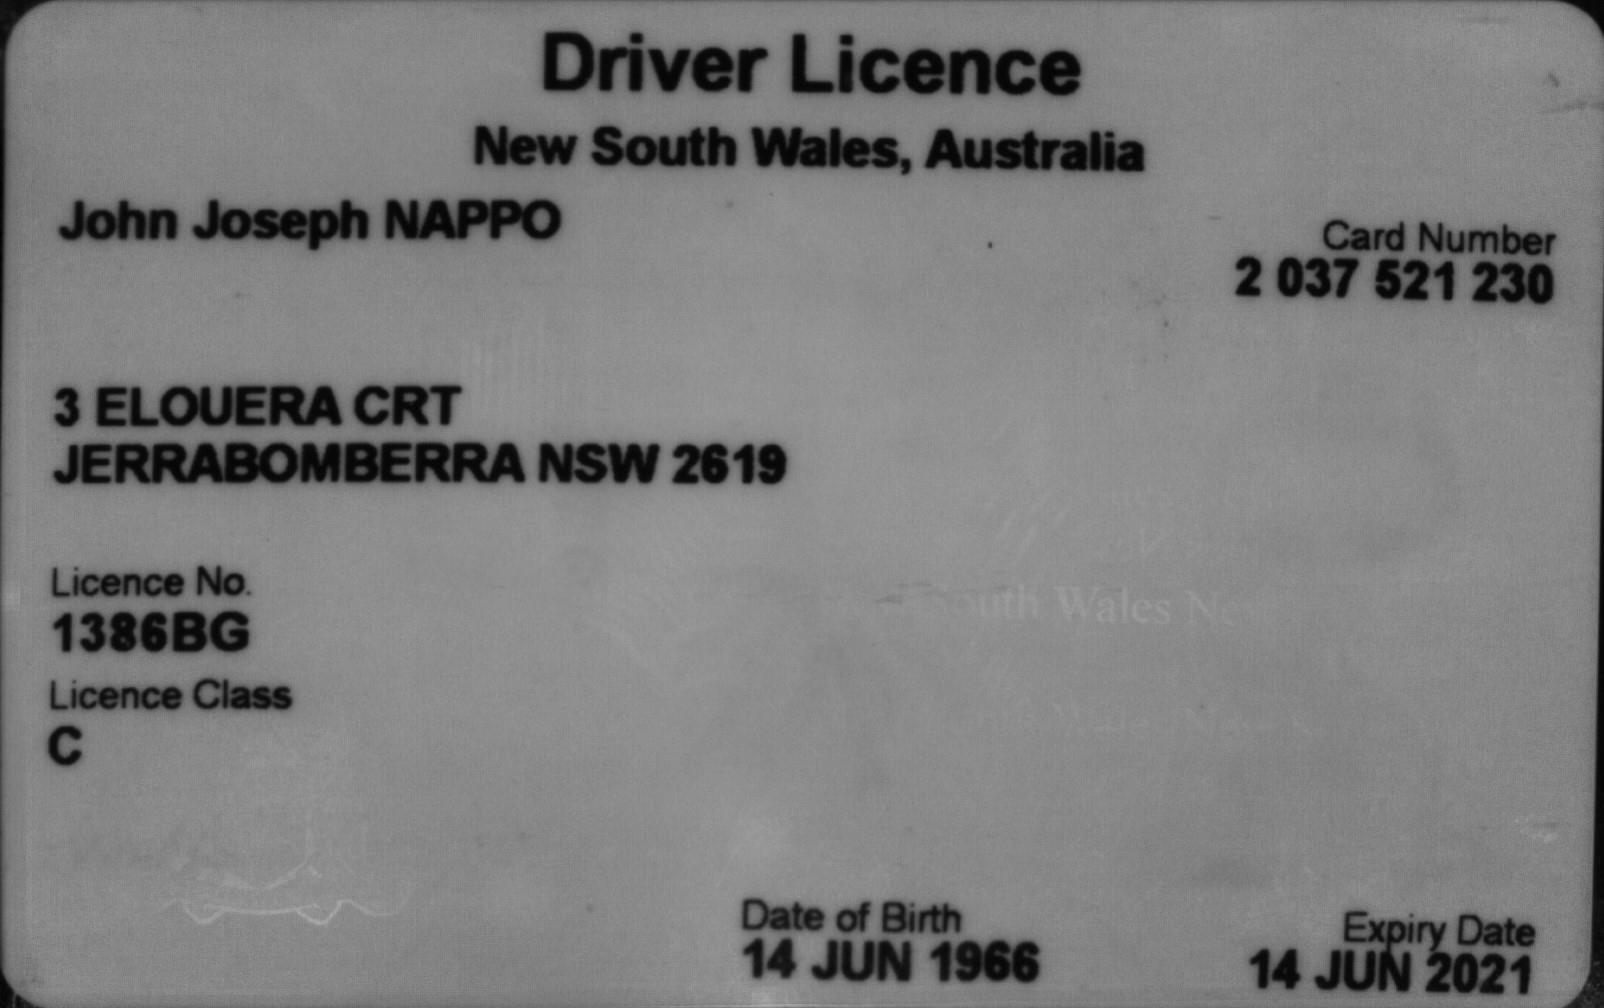 Driver Licence
New South Wales, Australia
John Joseph NAPPO
Card Number
2 037 521 230
3 ELOUERA CRT
JERRABOMBERRA NSW 2619
South Wales Ne
Licence No.
1386BG
Licence Class
C
Date of Birth
14 JUN 1966
Expiry Date
14 JUN 2021